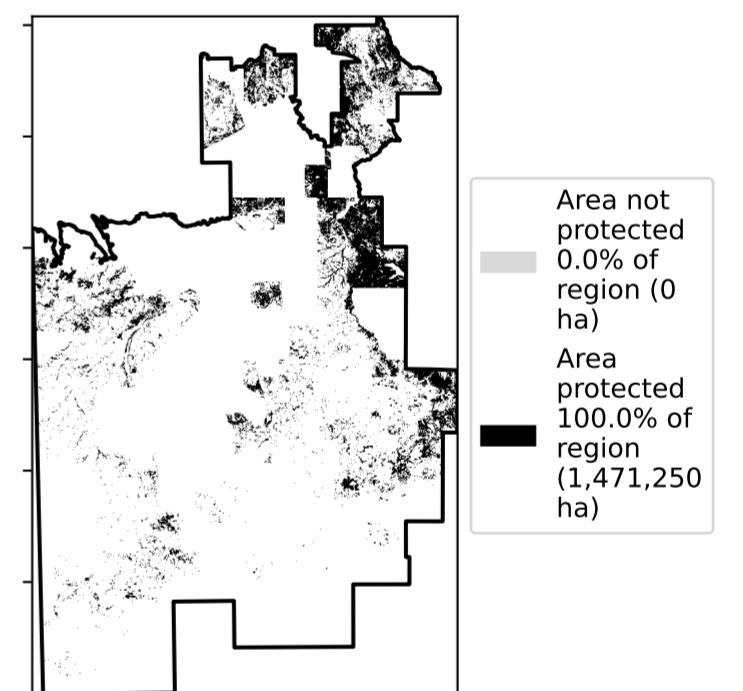 Area not
protected
0.0% of
region (0
ha)
Area
protected
100.0% of
region
(1,471,250
ha)